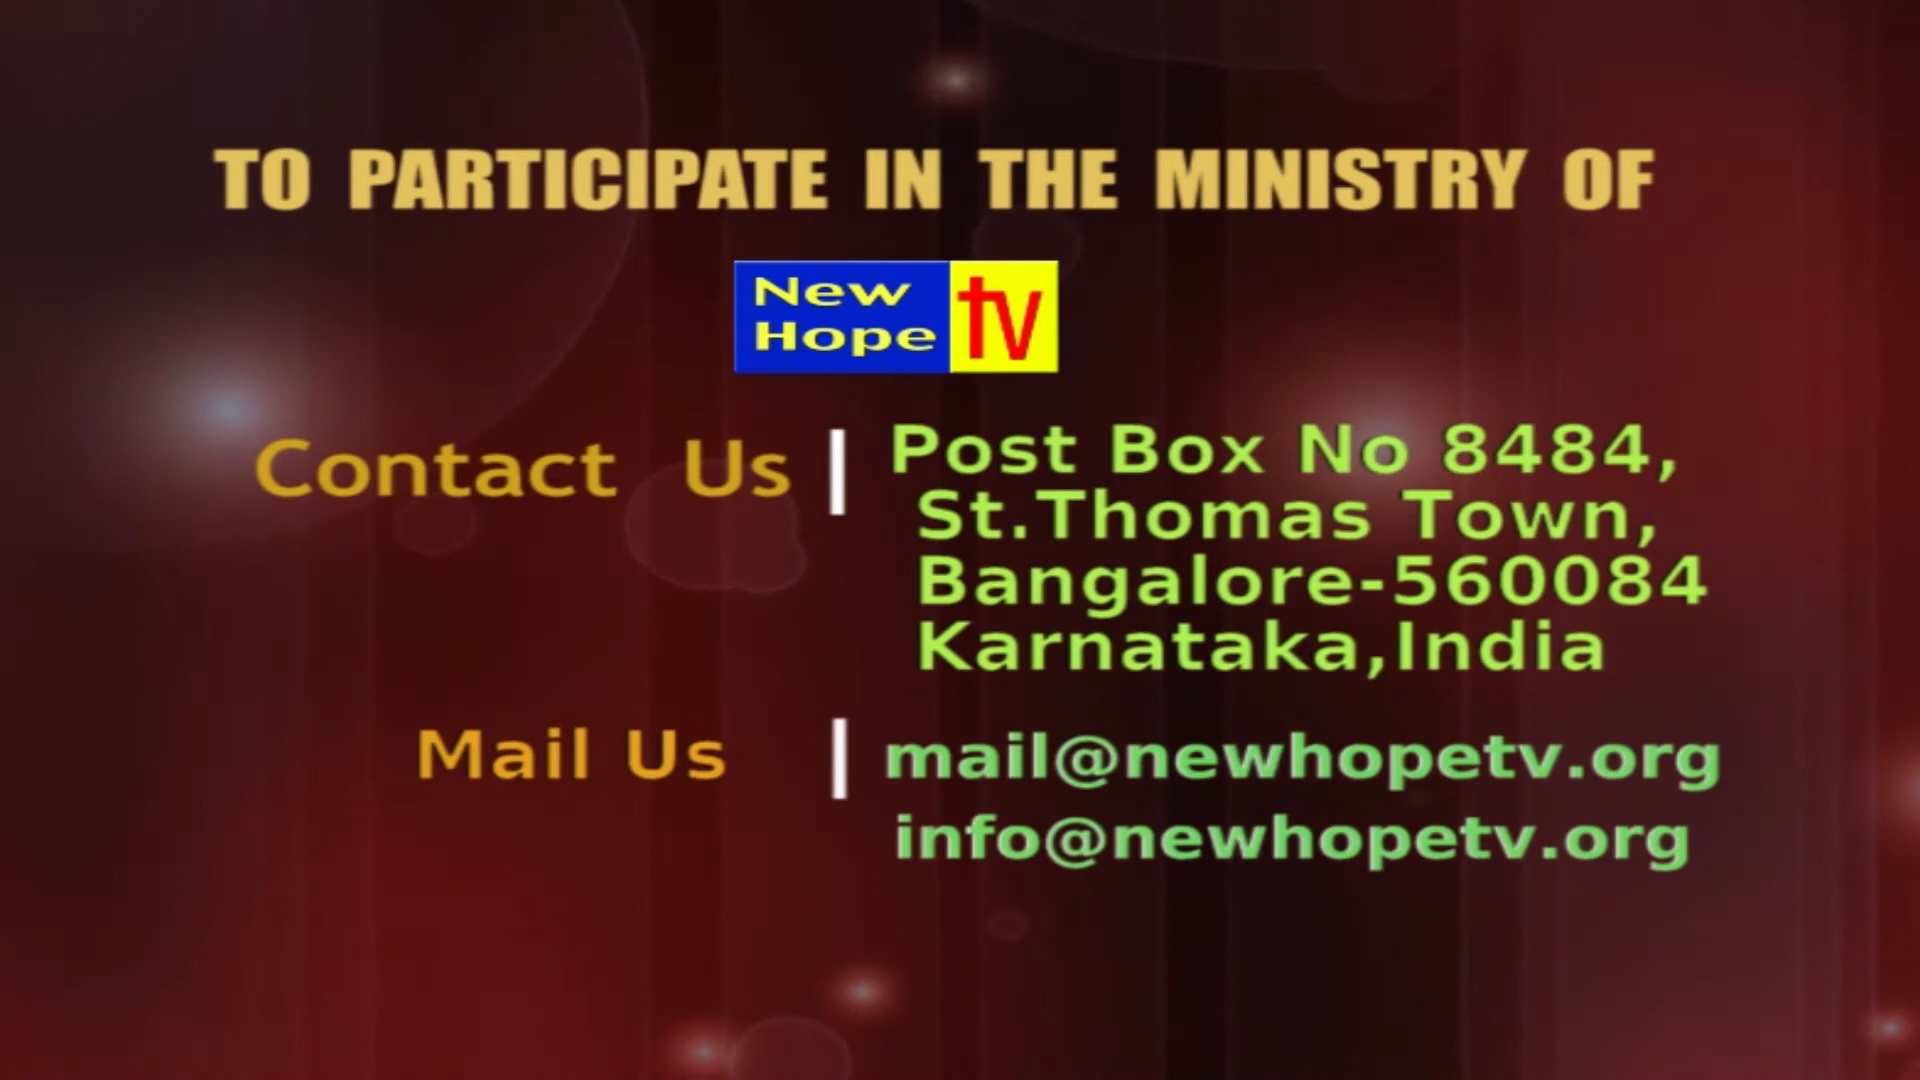 TO PARTICIPATE IN THE MINISTRY OF
New
Hope
tv
Contact Us | Post Box No 8484,
St.Thomas Town,
Bangalore-560084
Karnataka,India
Mail Us | mail@newhopetv.org
info@newhopetv.org